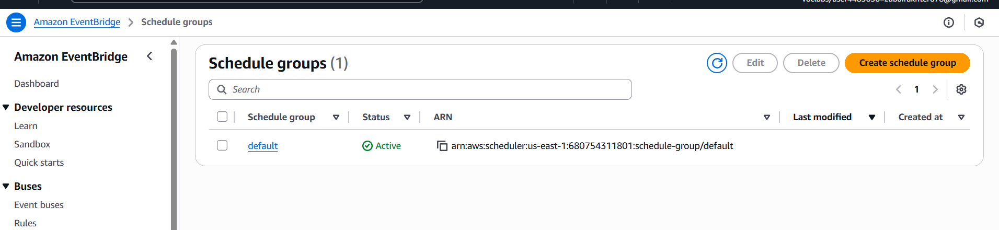 Amazon EventBridge > Schedule groups
Amazon EventBridge
Dashboard
Developer resources
Learn
Sandbox
Quick starts
Buses
Event buses
Rules
Schedule groups (1)
Edit
Delete
Create schedule group
Search
1
Schedule group Status ARN Last modified Created at
default Active arn:aws:scheduler:us-east-1:680754311801:schedule-group/default